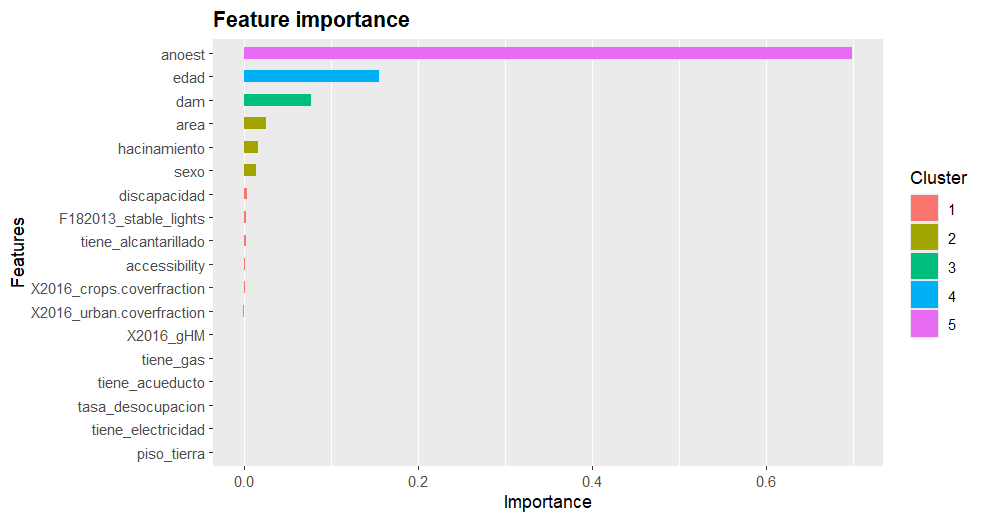 Feature importance
Features
anoest
edad
dam
area
hacinamiento
sexo
discapacidad
F182013_stable_lights
tiene_alcantarillado
accessibility
X2016_crops.coverfraction
X2016_urban.coverfraction
X2016_gHM
tiene_gas
tiene_acueducto
tasa_desocupacion
tiene_electricidad
piso_tierra
0.0 0.2 0.4 0.6
Importance
Cluster
1
2
3
4
5